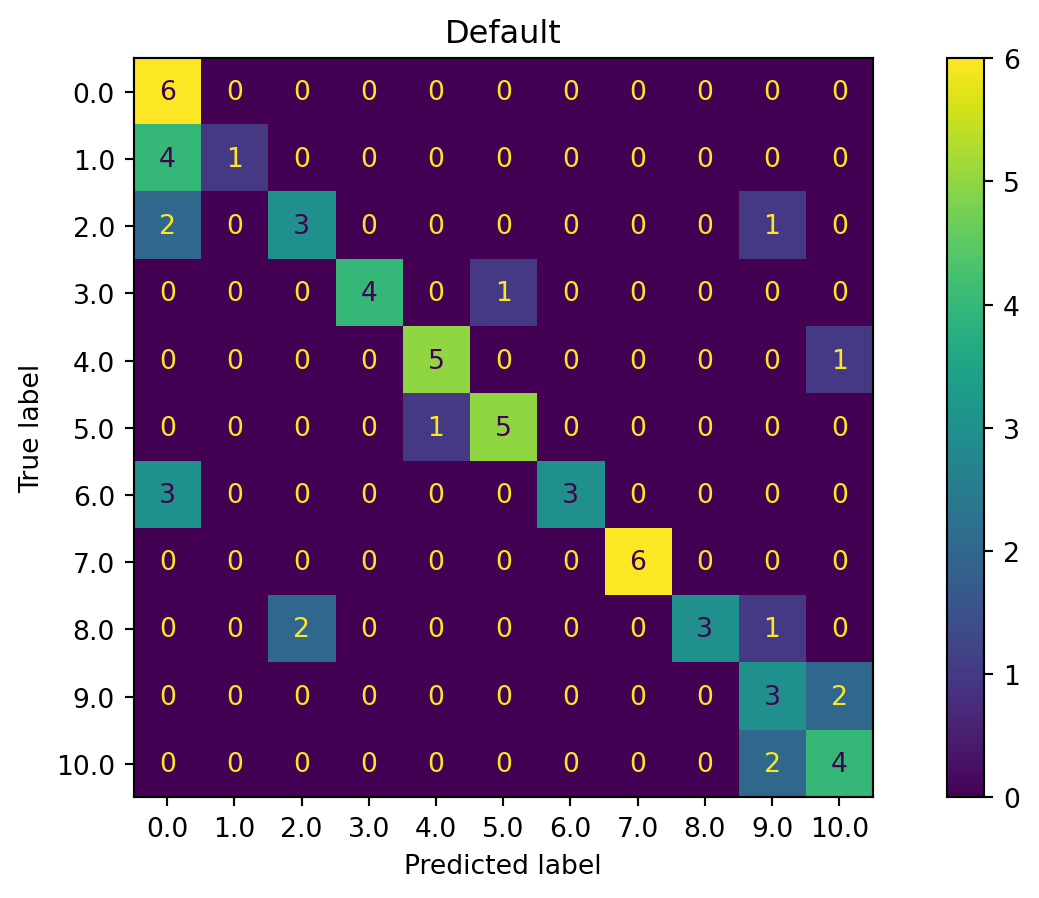 Default
0.0 6 0 0 0 0 0 0 0 0 0 0
1.0 4 1 0 0 0 0 0 0 0 0 0
2.0 2 0 3 0 0 0 0 0 0 1 0
3.0 0 0 0 4 0 1 0 0 0 0 0
4.0 0 0 0 0 5 0 0 0 0 0 1
5.0 0 0 0 0 1 5 0 0 0 0 0
6.0 3 0 0 0 0 0 3 0 0 0 0
7.0 0 0 0 0 0 0 0 6 0 0 0
8.0 0 0 2 0 0 0 0 0 3 1 0
9.0 0 0 0 0 0 0 0 0 0 3 2
10.0 0 0 0 0 0 0 0 0 0 2 4
0.0 1.0 2.0 3.0 4.0 5.0 6.0 7.0 8.0 9.0 10.0
Predicted label
True label
6
5
4
3
2
1
0